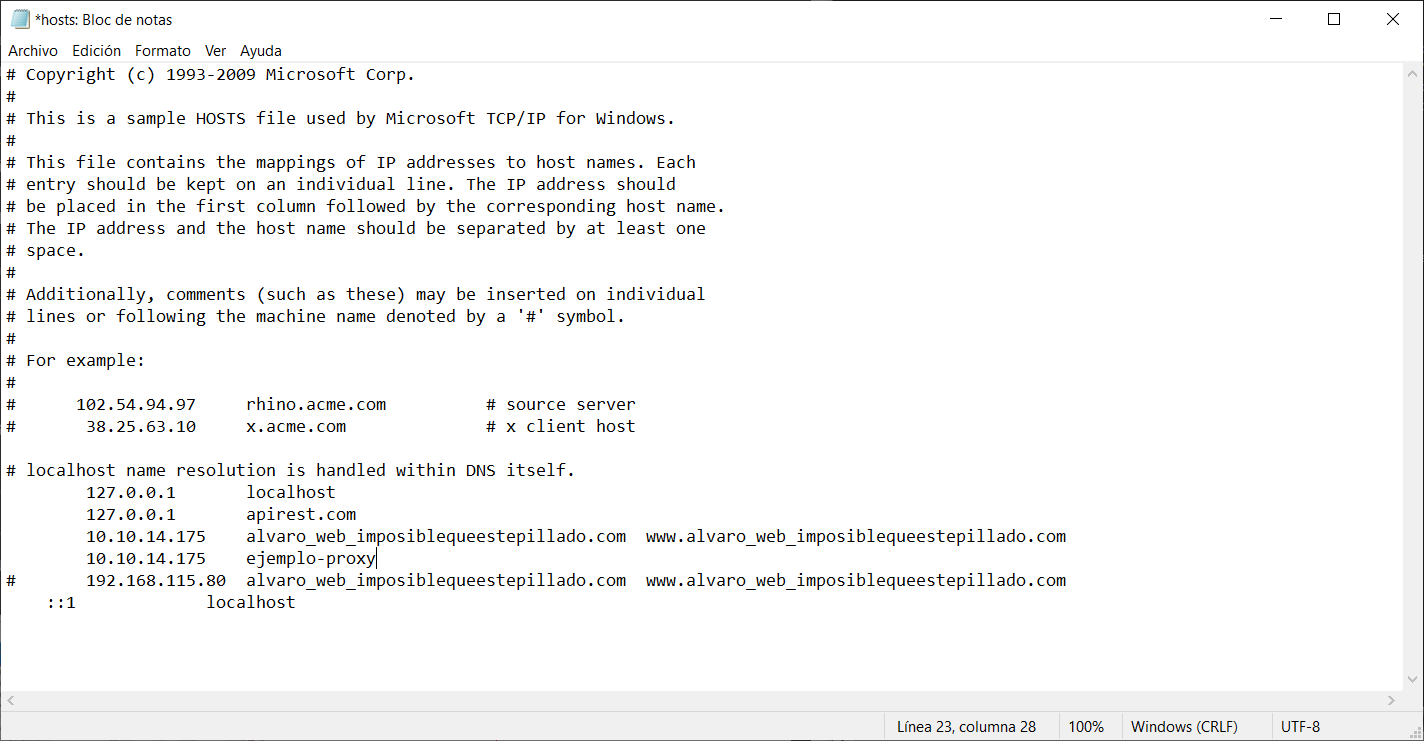 *hosts: Bloc de notas
Archivo Edición Formato Ver Ayuda
# Copyright (c) 1993-2009 Microsoft Corp.
#
# This is a sample HOSTS file used by Microsoft TCP/IP for Windows.
#
# This file contains the mappings of IP addresses to host names. Each
# entry should be kept on an individual line. The IP address should
# be placed in the first column followed by the corresponding host name.
# The IP address and the host name should be separated by at least one
# space.
#
# Additionally, comments (such as these) may be inserted on individual
# lines or following the machine name denoted by a '#' symbol.
#
# For example:
#
#      102.54.94.97     rhino.acme.com          # source server
#       38.25.63.10     x.acme.com              # x client host

# localhost name resolution is handled within DNS itself.
        127.0.0.1       localhost
        127.0.0.1       apirest.com
        10.10.14.175    alvaro_web_imposiblequeestepillado.com  www.alvaro_web_imposiblequeestepillado.com
        10.10.14.175    ejemplo-proxy
#       192.168.115.80  alvaro_web_imposiblequeestepillado.com  www.alvaro_web_imposiblequeestepillado.com
    ::1             localhost
Línea 23, columna 28 100% Windows (CRLF) UTF-8